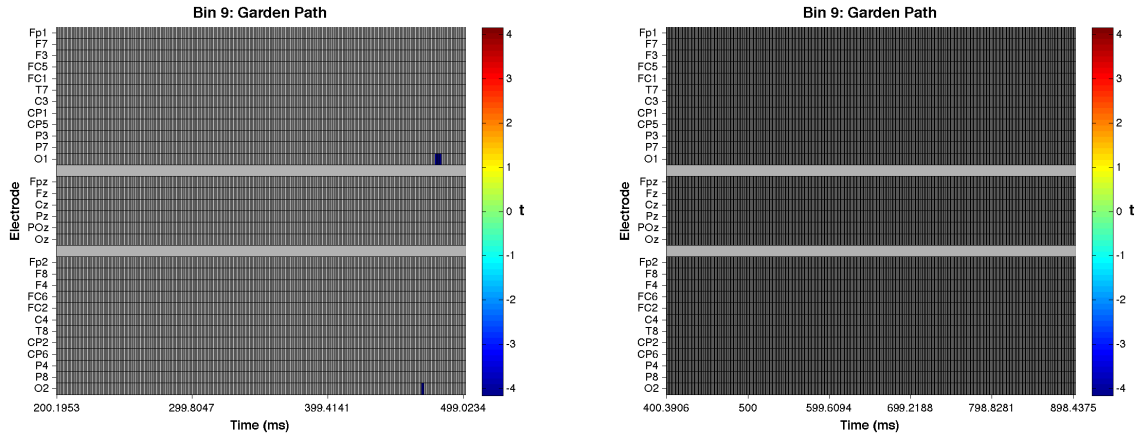 Bin 9: Garden Path
Fp1
F7
F3
FC5
FC1
T7
C3
CP1
CP5
P3
P7
O1
Fpz
Fz
Cz
Pz
POz
Oz
Fp2
F8
F4
FC6
FC2
C4
T8
CP2
CP6
P4
P8
O2
Electrode
200.1953 299.8047 399.4141 499.0234
Time (ms)
4
3
2
1
0
-1
-2
-3
-4
t
Bin 9: Garden Path
Fp1
F7
F3
FC5
FC1
T7
C3
CP1
CP5
P3
P7
O1
Fpz
Fz
Cz
Pz
POz
Oz
Fp2
F8
F4
FC6
FC2
C4
T8
CP2
CP6
P4
P8
O2
Electrode
400.3906 500 599.6094 699.2188 798.8281 898.4375
Time (ms)
4
3
2
1
0
-1
-2
-3
-4
t